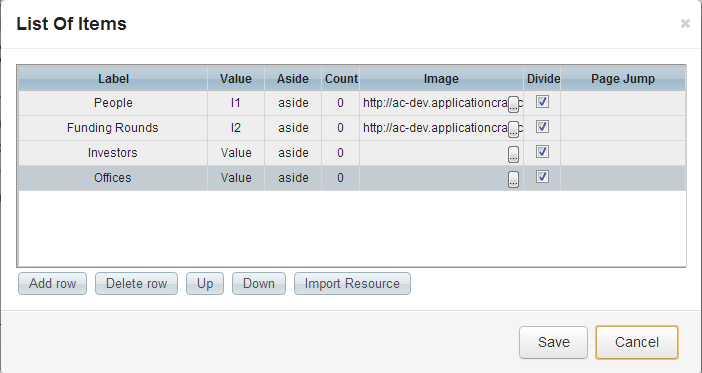 List Of Items
×
Label Value Aside Count Image Divide Page Jump
People I1 aside 0 http://ac-dev.applicationcra ...
Funding Rounds I2 aside 0 http://ac-dev.applicationcra ...
Investors Value aside 0 ...
Offices Value aside 0 ...
Add row Delete row Up Down Import Resource
Save Cancel